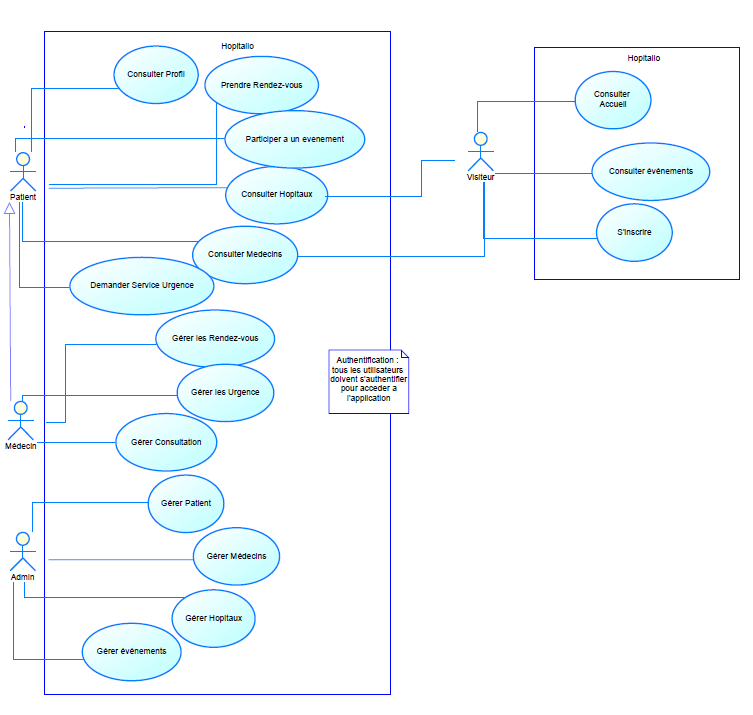 Hopitallo
Consulter Profil
Prendre Rendez-vous
Participer a un evenement
Patient
Consulter Hopitaux
Consulter Medecins
Demander Service Urgence
Gérer les Rendez-vous
Gérer les Urgence
Médecin
Gérer Consultation
Gérer Patient
Gérer Médecins
Admin
Gérer Hopitaux
Gérer événements
Authentification :
tous les utilisateurs
doivent s'authentifier
pour acceder a
l'application
Hopitallo
Consulter
Accueil
Visiteur
Consulter événements
S'inscrire